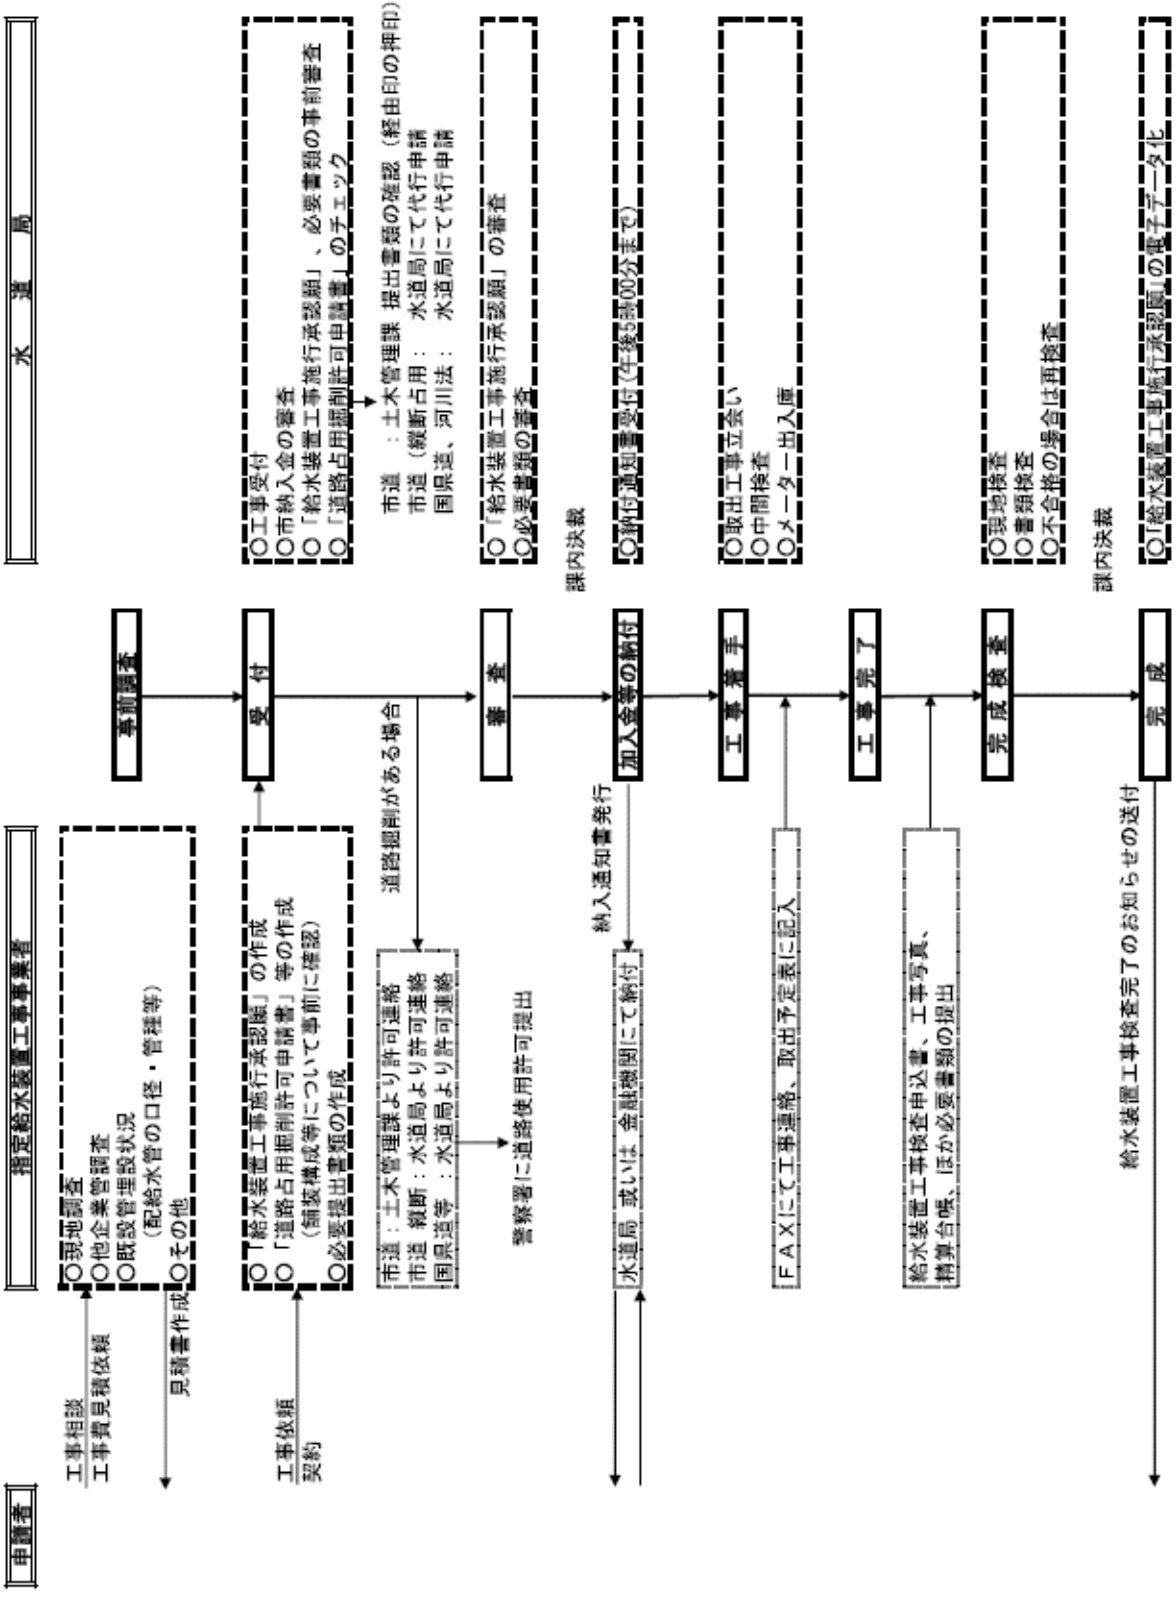 申請者
指定給水装置工事事業者
水道局
工事相談
工事費見積依頼
見積書作成
〇現地調査
〇他企業管調査
〇既設管埋設状況
(配給水管の口径・管種等)
〇その他
事前調査
工事依頼
契約
〇「給水装置工事施行承認願」の作成
〇「道路占用掘削許可申請書」等の作成
(舗装構成等について事前に確認)
〇必要提出書類の作成
受付
〇工事受付
〇市納入金の審査
〇「給水装置工事施行承認願」、必要書類の事前審査
〇「道路占用掘削許可申請書」のチェック
道路掘削がある場合
市道:土木管理課 提出書類の確認(経由印の押印)
市道(縦断占用:水道局にて代行申請
国県道、河川法:水道局にて代行申請
市道:土木管理課より許可連絡
市道 縦断:水道局より許可連絡
国県道等:水道局より許可連絡
警察署に道路使用許可提出
審査
〇「給水装置工事施行承認願」の審査
〇必要書類の審査
課内決裁
納入通知書発行
水道局 或いは 金融機関にて納付
加入金等の納付
〇納付通知書受付(午後5時00分まで)
工事着手
〇取出工事立会い
〇中間検査
〇メーター出入庫
FAXにて工事連絡、取出予定表に記入
工事完了
給水装置工事検査申込書、工事写真、
精算台帳、ほか必要書類の提出
完成検査
〇現地検査
〇書類検査
〇不合格の場合は再検査
課内決裁
給水装置工事検査完了のお知らせの送付
完成
〇「給水装置工事施行承認願」の電子データ化